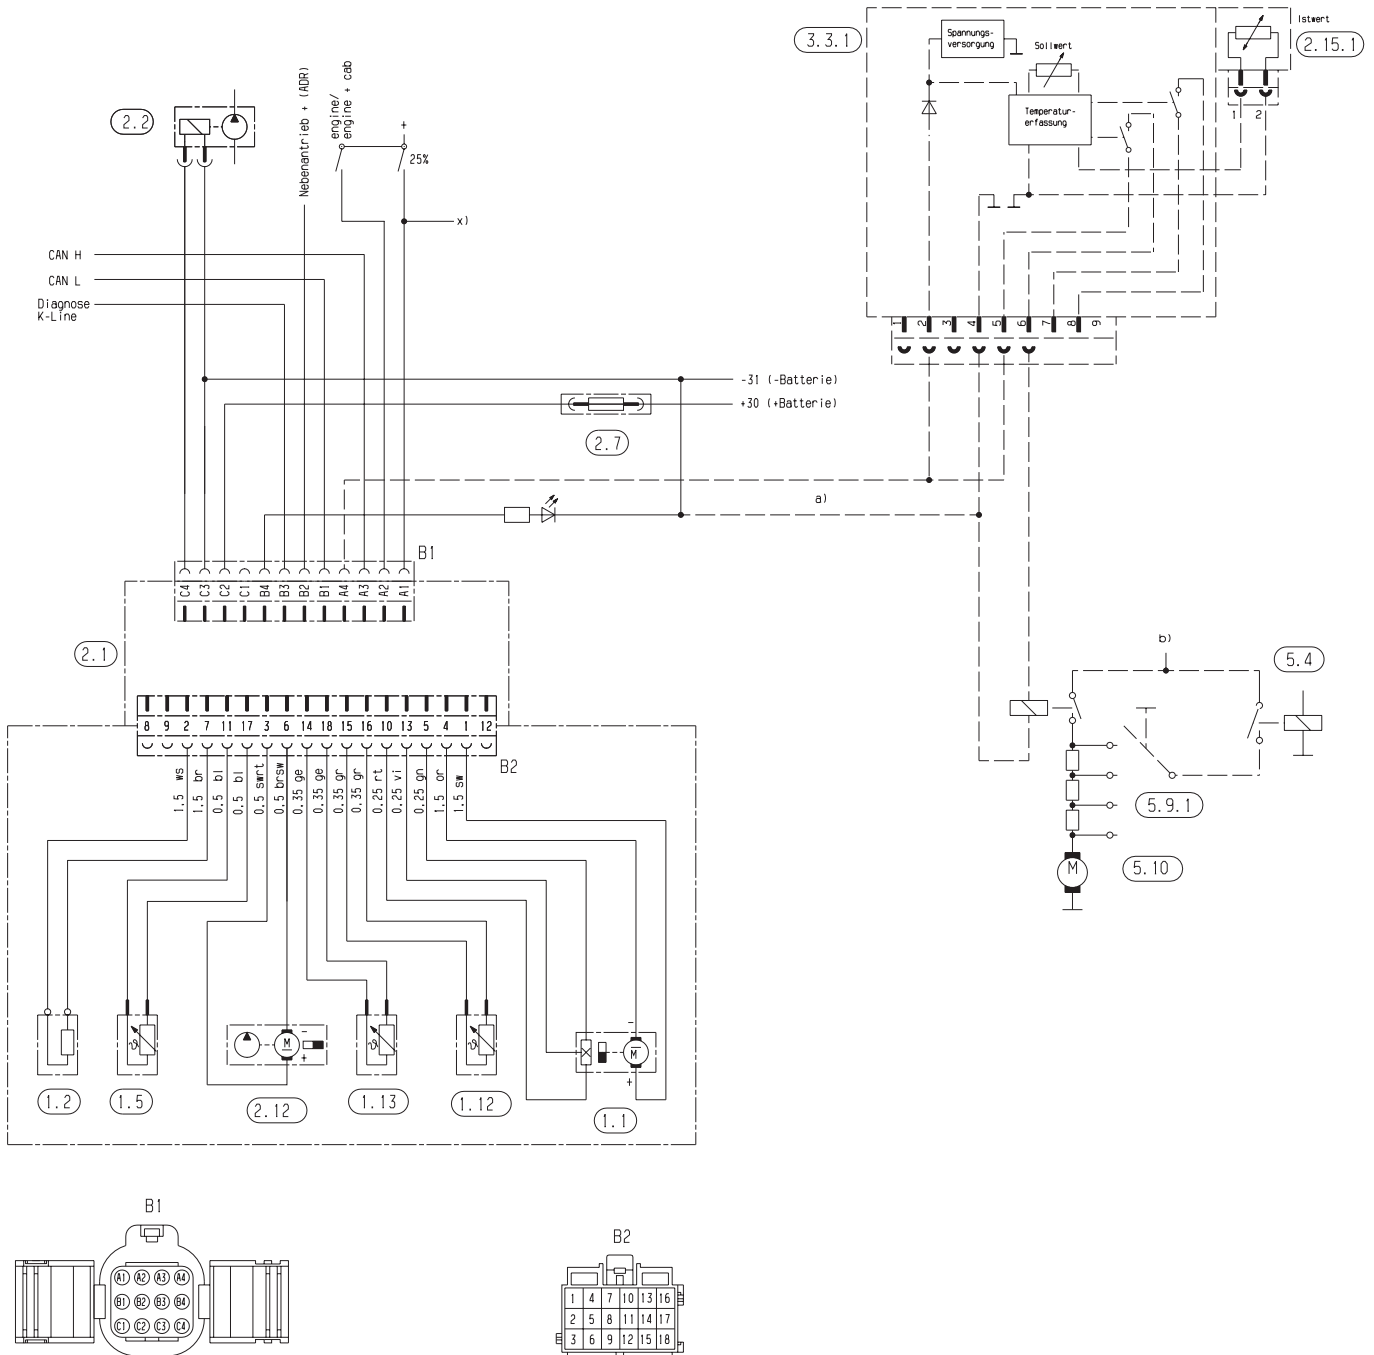 3.3.1
Spannungs-
versorgung
Sollwert
Temperatur-
erfassung
Istwert
2.15.1
1 2
2.2
Nebenantrieb + (ADR)
engine/
engine + cab
+
25%
x)
CAN H
CAN L
Diagnose
K-Line
1 2 3 4 5 6 7 8 9
-31 (-Batterie)
+30 (+Batterie)
2.7
a)
B1
C4 C3 C2 C1 B4 B3 B2 B1 A4 A3 A2 A1
2.1
b)
5.4
8 9 2 7 11 17 3 6 14 18 15 16 10 13 5 4 1 12
B2
1.5 ws
1.5 br
0.5 bl
0.5 bl
0.5 swrt
0.5 brsw
0.35 ge
0.35 ge
0.35 gr
0.35 gr
0.25 rt
0.25 vi
0.25 gn
1.5 or
1.5 sw
5.9.1
M
5.10
M
-
+
M
-
+
1.2
1.5
2.12
1.13
1.12
1.1
B1
A1 A2 A3 A4
B1 B2 B3 B4
C1 C2 C3 C4
B2
1 4 7 10 13 16
2 5 8 11 14 17
3 6 9 12 15 18